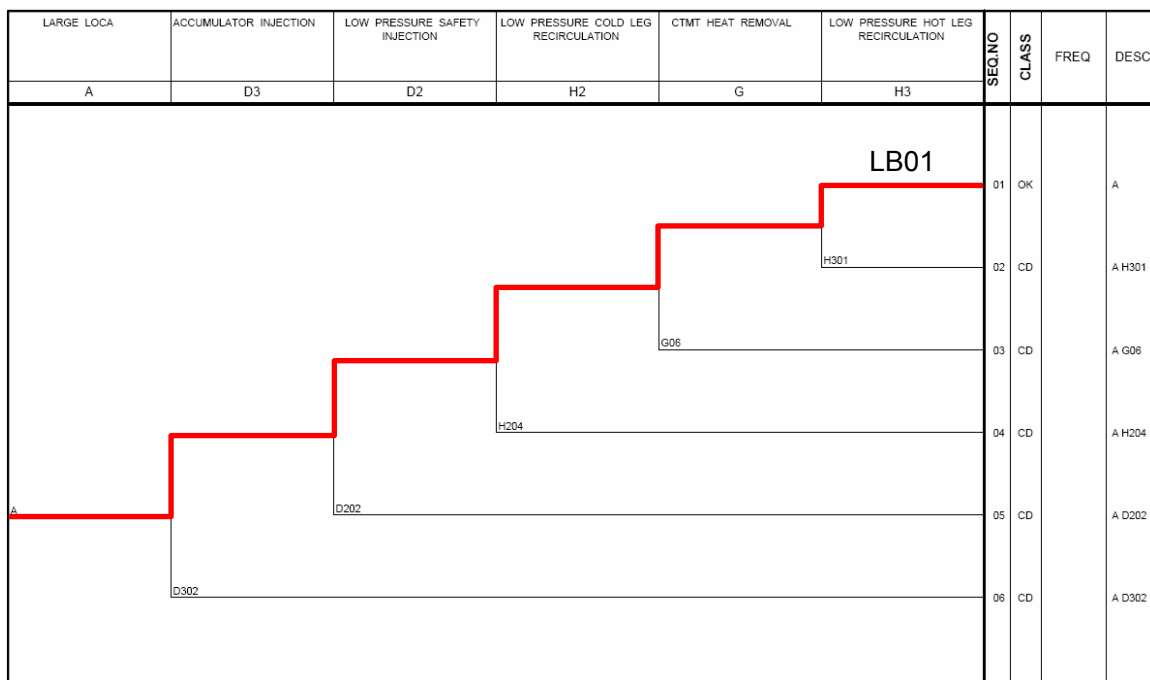 LARGE LOCA
ACCUMULATOR INJECTION
LOW PRESSURE SAFETY
INJECTION
LOW PRESSURE COLD LEG
RECIRCULATION
CTMT HEAT REMOVAL
LOW PRESSURE HOT LEG
RECIRCULATION
SEQ.NO
CLASS
FREQ
DESC
A
D3
D2
H2
G
H3
LB01
01 OK A
H301
02 CD A H301
G06
03 CD A G06
H204
04 CD A H204
A
D202
05 CD A D202
D302
06 CD A D302